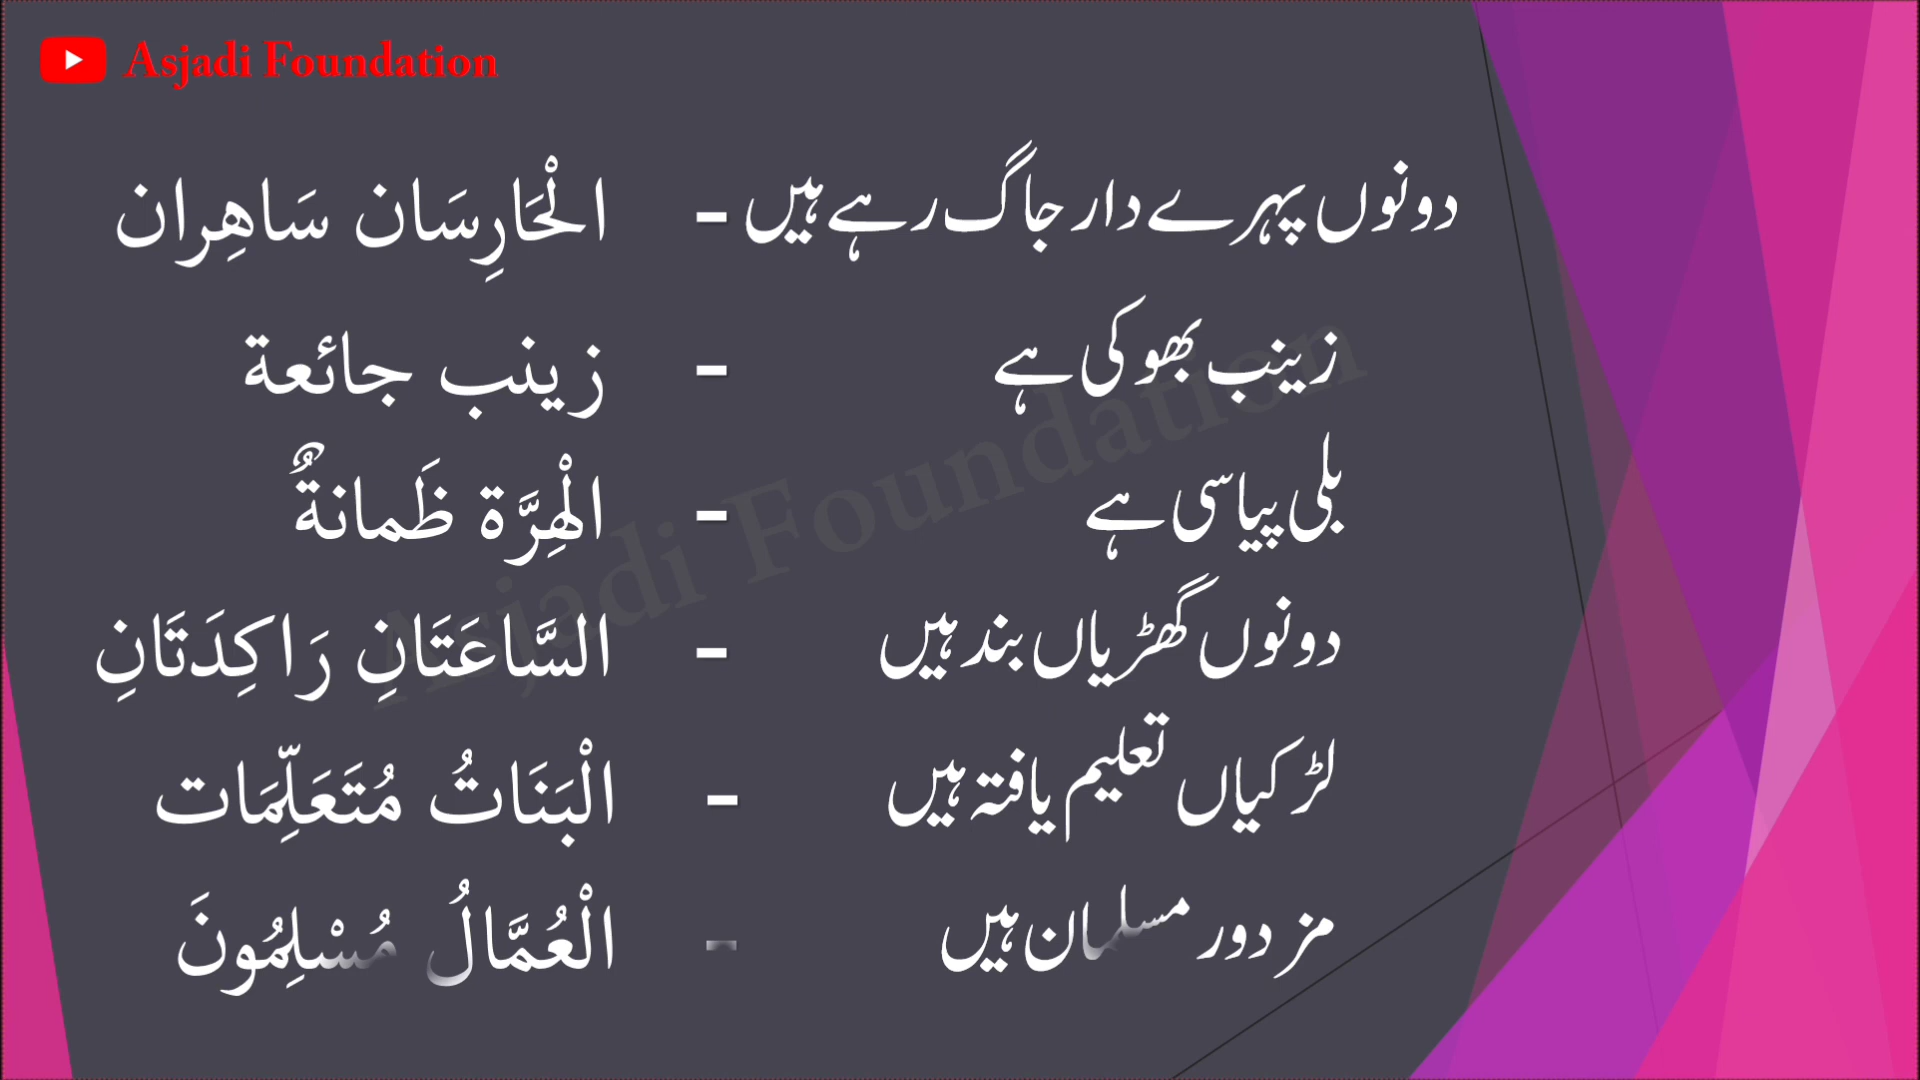 Asjadi Foundation
دونوں پہرے دار جاگ رہے ہیں - الْحَارِسَان سَاهِران
زینب بھوکی ہے - زينب جائعة
بلی پیاسی ہے - الْهِرَّة ظَمانةٌ
دونوں گھڑیاں بند ہیں - السَّاعَتَانِ رَاكِدَتَانِ
لڑکیاں تعلیم یافتہ ہیں - الْبَنَاتُ مُتَعَلِّمَات
مزدور مسلمان ہیں - الْعُمَّالُ مُسْلِمُونَ
Asjadi Foundation